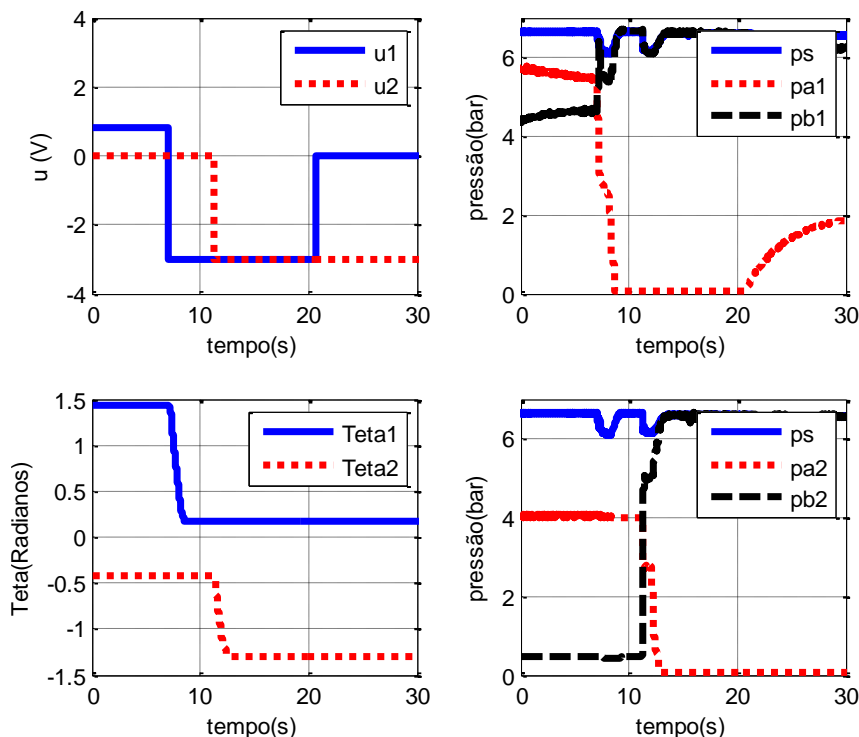 4
2
0
-2
-4
u (V)
u1
u2
0 10 20 30
tempo(s)
6
4
2
0
pressão(bar)
ps
pa1
pb1
0 10 20 30
tempo(s)
1.5
1
0.5
0
-0.5
-1
-1.5
Teta(Radianos)
Teta1
Teta2
0 10 20 30
tempo(s)
6
4
2
0
pressão(bar)
ps
pa2
pb2
0 10 20 30
tempo(s)